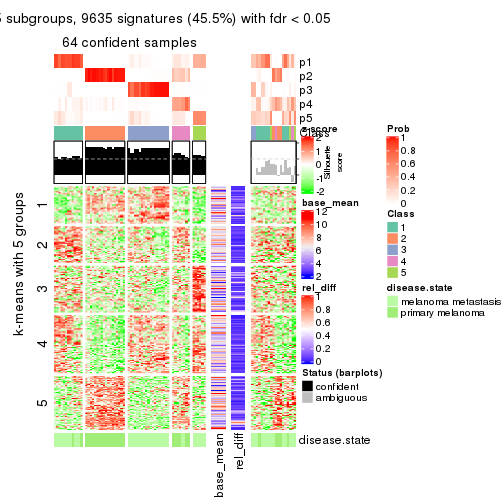 5 subgroups, 9635 signatures (45.5%) with fdr < 0.05
64 confident samples
p1
p2
p3
p4
p5
Class
Silhouette
score
k-means with 5 groups
1
2
3
4
5
base_mean
rel_diff
disease.state
z-score
2
1
0
-1
-2
base_mean
12
10
8
6
4
2
rel_diff
1
0.8
0.6
0.4
0.2
0
Status (barplots)
confident
ambiguous
Prob
1
0.8
0.6
0.4
0.2
0
Class
1
2
3
4
5
disease.state
melanoma metastasis
primary melanoma